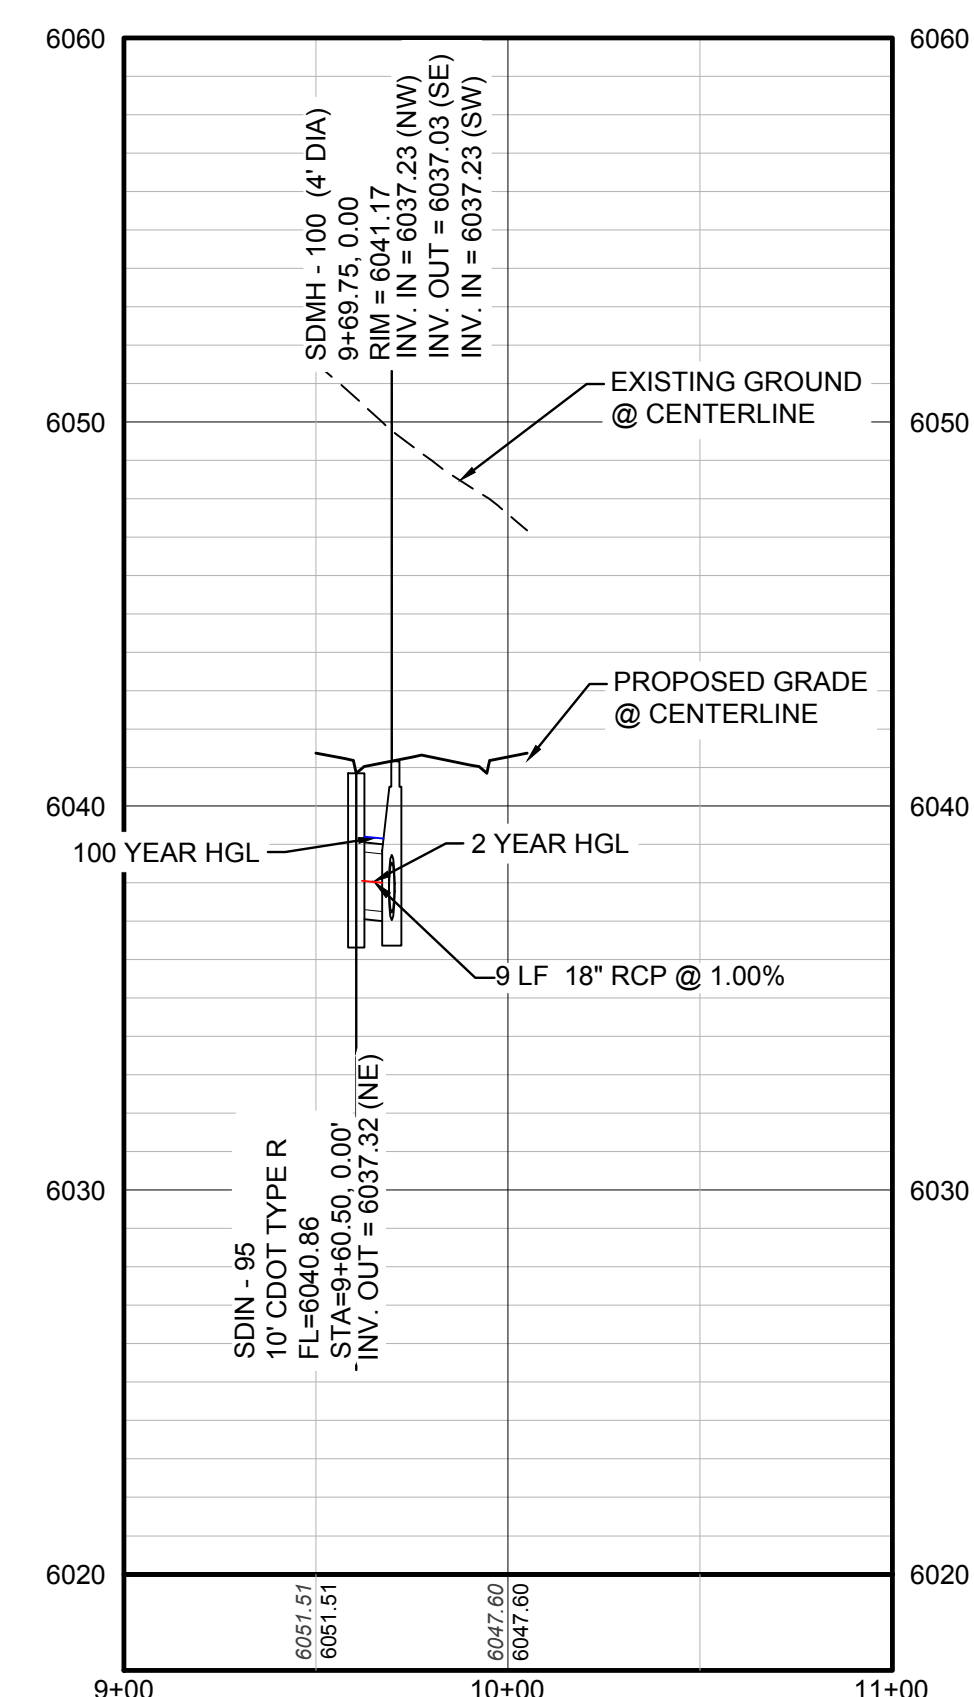 6060
6060
SDMH - 100 (4' DIA)
9+69.75, 0.00
RIM = 6041.17
INV. IN = 6037.23 (NW)
INV. OUT = 6037.03 (SE)
INV. IN = 6037.23 (SW)
EXISTING GROUND
@ CENTERLINE
6050
6050
PROPOSED GRADE
@ CENTERLINE
6040
6040
100 YEAR HGL
2 YEAR HGL
9 LF 18" RCP @ 1.00%
SDIN - 95
10' CDOT TYPE R
FL=6040.86
STA=9+60.50, 0.00'
INV. OUT = 6037.32 (NE)
6030
6030
6020
6020
6051.51
6051.51
6047.60
6047.60
9+00
10+00
11+00